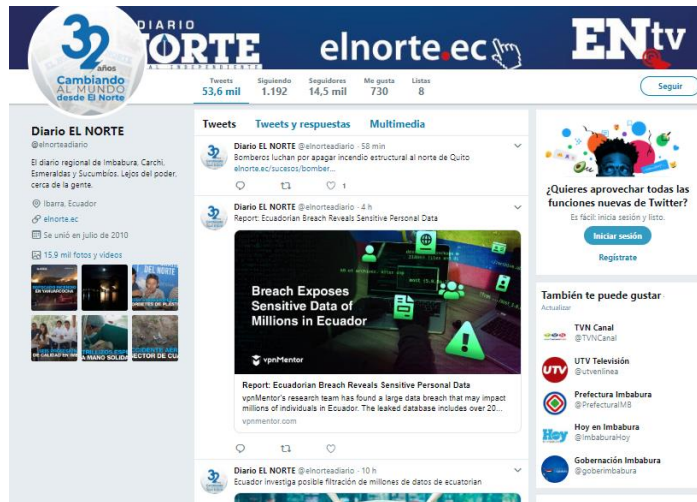 DIARIO
NORTE
32
años
Cambiando
AL MUNDO
desde El Norte
elnorte.ec
ENtv
Tweets
53,6 mil
Siguiendo
1.192
Seguidores
14,5 mil
Me gusta
730
Listas
8
Seguir
Diario EL NORTE
@elnorteadiario
El diario regional de Imbabura, Carchi,
Esmeraldas y Sucumbíos. Lejos del poder,
cerca de la gente.
Ibarra, Ecuador
elnorte.ec
Se unió en julio de 2010
15,9 mil fotos y videos
Tweets Tweets y respuestas Multimedia
Diario EL NORTE @elnorteadiario · 58 min
Bomberos luchan por apagar incendio estructural al norte de Quito
elnorte.ec/sucesos/bomber...
1
Diario EL NORTE @elnorteadiario · 4 h
Report: Ecuadorian Breach Reveals Sensitive Personal Data
Breach Exposes
Sensitive Data of
Millions in Ecuador
vpnMentor
Report: Ecuadorian Breach Reveals Sensitive Personal Data
vpnMentor's research team has found a large data breach that may impact
millions of individuals in Ecuador. The leaked database includes over 20...
vpnmentor.com
Diario EL NORTE @elnorteadiario · 10 h
Ecuador investiga posible filtración de millones de datos de ecuatorian
¿Quieres aprovechar todas las
funciones nuevas de Twitter?
Es fácil: inicia sesión y listo.
Iniciar sesión
Regístrate
También te puede gustar ·
Actualizar
TVN Canal
@TVNCanal
UTV
UTV Televisión
@utvenlinea
Prefectura Imbabura
@PrefecturaIMB
Hoy
Hoy en Imbabura
@ImbaburaHoy
Gobernación Imbabura
@goberimbabura